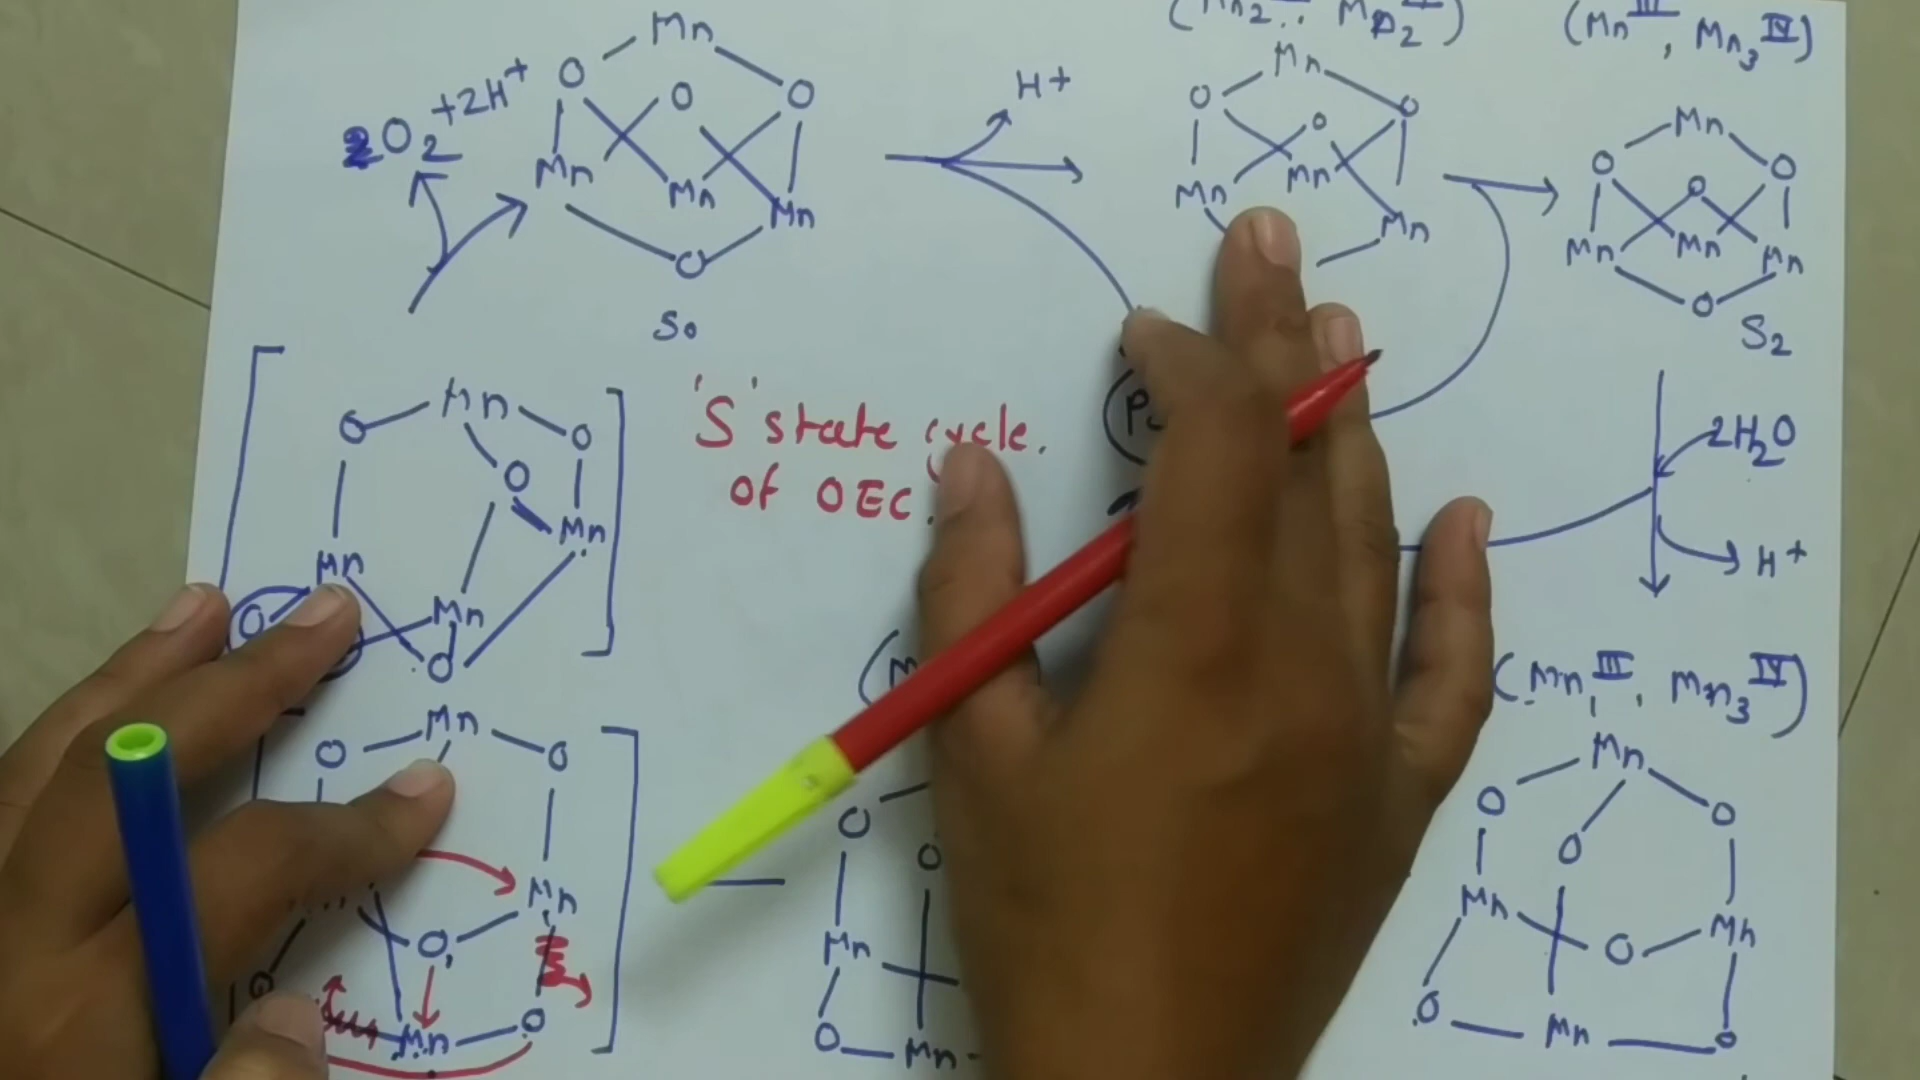 Mn
O O O
Mn Mn Mn
O
S₀
2O₂ +2H⁺
H⁺
Mn
O O O
Mn Mn Mn
(Mn^III, Mn₃^IV)
Mn
O O O
Mn Mn Mn
O
S₂
2H₂O
H⁺
'S' state cycle.
of OEC.
Mn
O O
O
Mn
Mn
Mn
O
O
Mn
O O
Mn
O
O
Mn O
O
O
Mn
O
Mn
(Mn^III, Mn₃^IV)
Mn
O O
O
Mn Mn
O
O Mn O